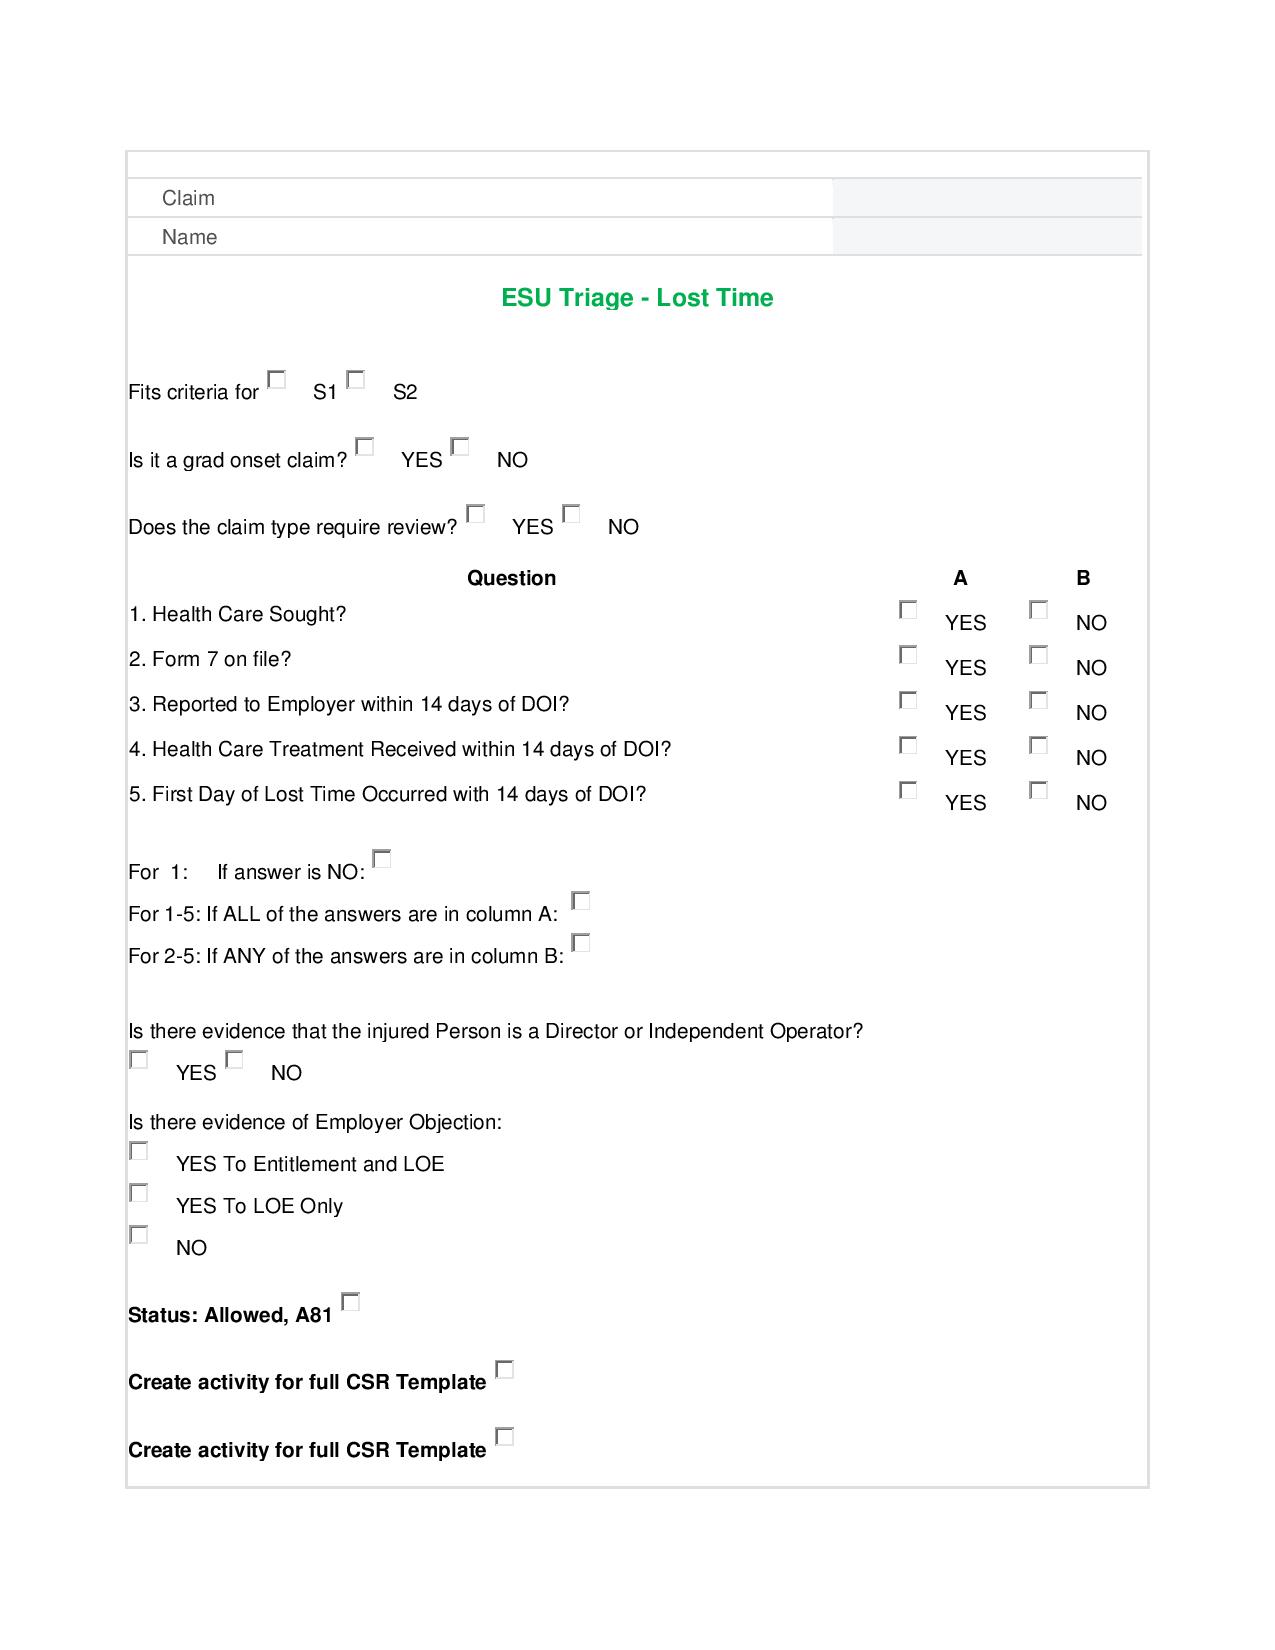 Claim
Name
ESU Triage - Lost Time
Fits criteria for S1 S2
Is it a grad onset claim? YES NO
Does the claim type require review? YES NO
Question A B
1. Health Care Sought? YES NO
2. Form 7 on file? YES NO
3. Reported to Employer within 14 days of DOI? YES NO
4. Health Care Treatment Received within 14 days of DOI? YES NO
5. First Day of Lost Time Occurred with 14 days of DOI? YES NO
For 1: If answer is NO:
For 1-5: If ALL of the answers are in column A:
For 2-5: If ANY of the answers are in column B:
Is there evidence that the injured Person is a Director or Independent Operator?
YES NO
Is there evidence of Employer Objection:
YES To Entitlement and LOE
YES To LOE Only
NO
Status: Allowed, A81
Create activity for full CSR Template
Create activity for full CSR Template